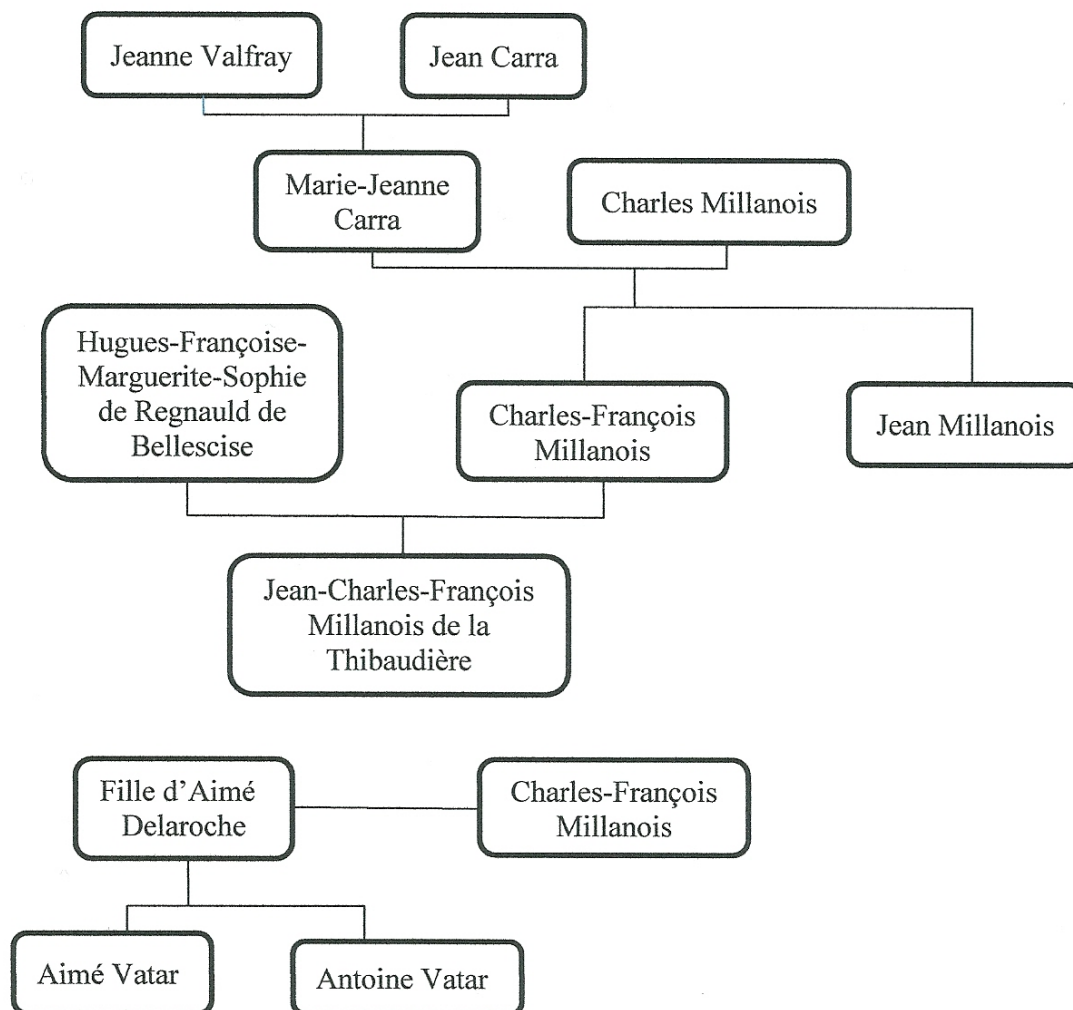 Jeanne Valfray
Jean Carra
Marie-Jeanne
Carra
Charles Millanois
Hugues-Françoise-
Marguerite-Sophie
de Regnauld de
Bellescise
Charles-François
Millanois
Jean Millanois
Jean-Charles-François
Millanois de la
Thibaudière
Fille d’Aimé
Delaroche
Charles-François
Millanois
Aimé Vatar
Antoine Vatar